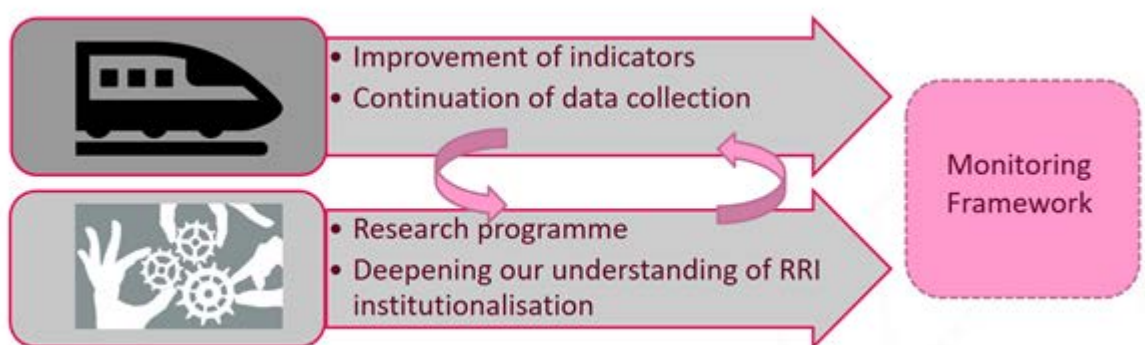 • Improvement of indicators
• Continuation of data collection
• Research programme
• Deepening our understanding of RRI
institutionalisation
Monitoring
Framework